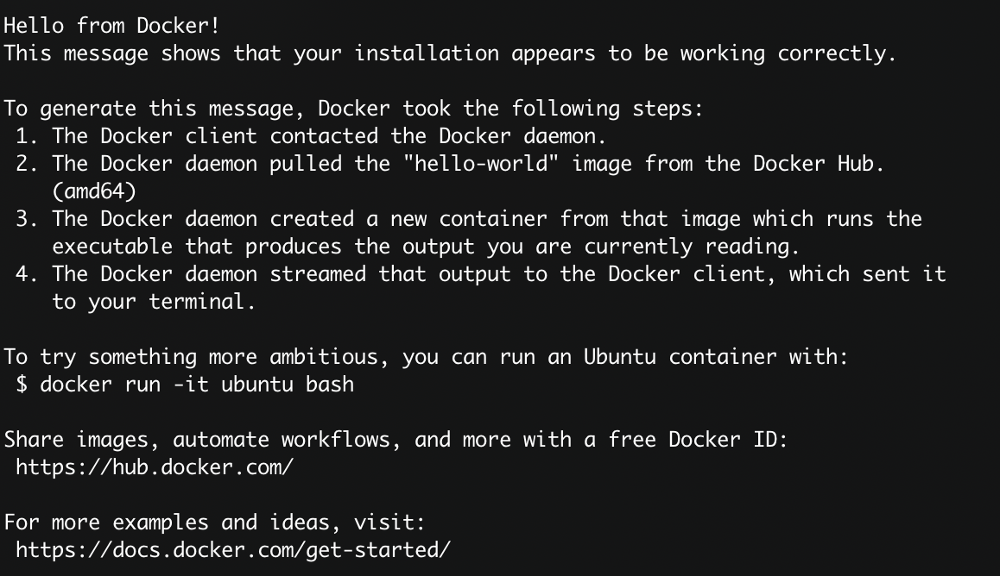 Hello from Docker!
This message shows that your installation appears to be working correctly.
To generate this message, Docker took the following steps:
1. The Docker client contacted the Docker daemon.
2. The Docker daemon pulled the "hello-world" image from the Docker Hub.
(amd64)
3. The Docker daemon created a new container from that image which runs the
executable that produces the output you are currently reading.
4. The Docker daemon streamed that output to the Docker client, which sent it
to your terminal.
To try something more ambitious, you can run an Ubuntu container with:
$ docker run -it ubuntu bash
Share images, automate workflows, and more with a free Docker ID:
https://hub.docker.com/
For more examples and ideas, visit:
https://docs.docker.com/get-started/